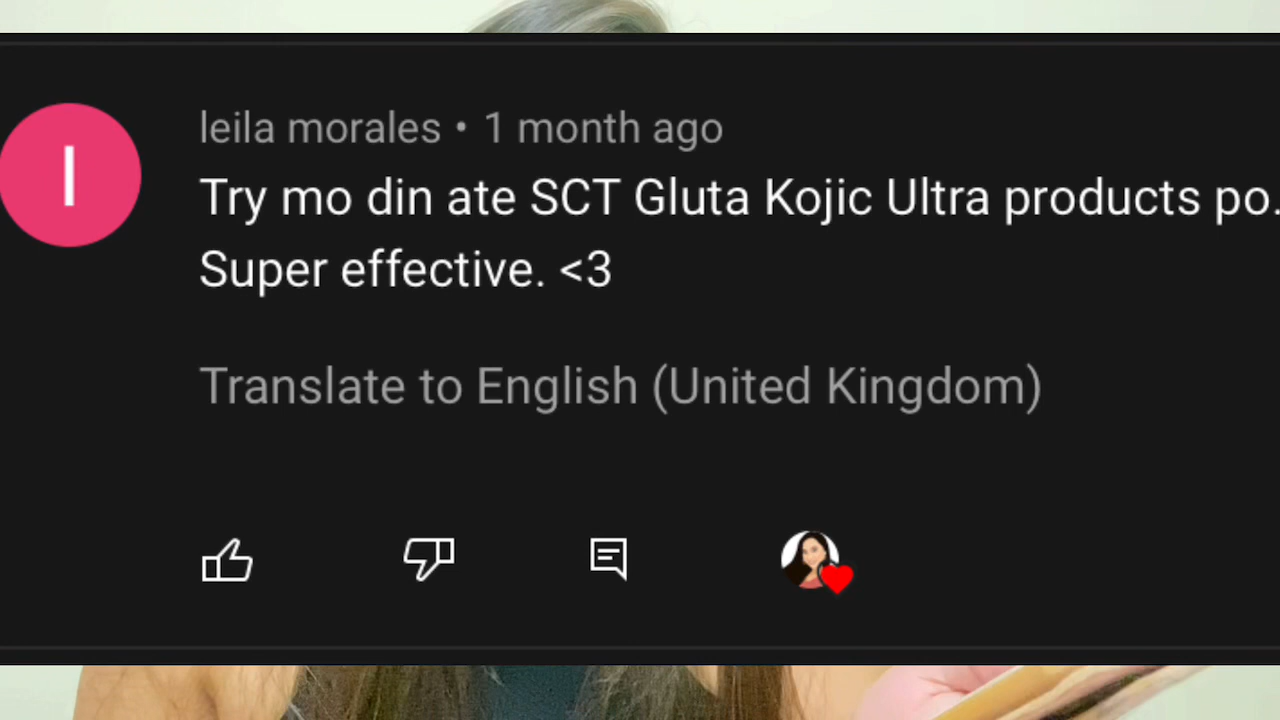 l
leila morales • 1 month ago
Try mo din ate SCT Gluta Kojic Ultra products po.
Super effective. <3
Translate to English (United Kingdom)